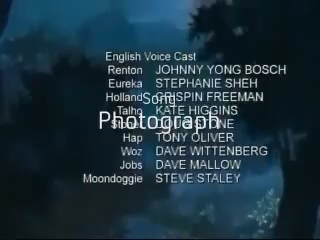 English Voice Cast
Renton JOHNNY YONG BOSCH
Eureka STEPHANIE SHEH
Holland CRISPIN FREEMAN
Song
Talho KATE HIGGINS
Photograph
Hap TONY OLIVER
Woz DAVE WITTENBERG
Jobs DAVE MALLOW
Moondoggie STEVE STALEY